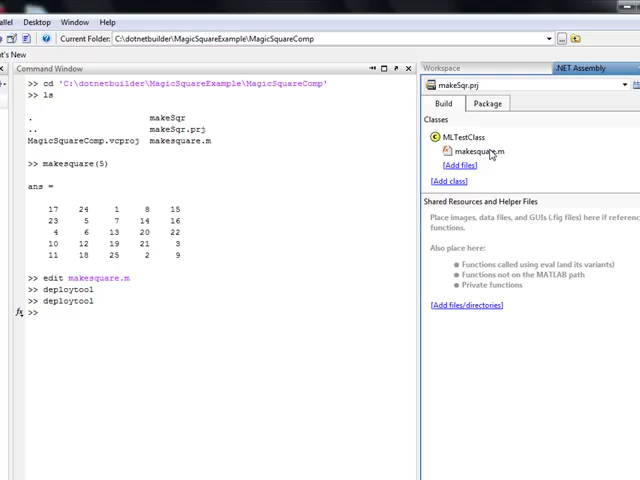 allel Desktop Window Help
Current Folder: C:\dotnetbuilder\MagicSquareExample\MagicSquareComp
t's New
Command Window
>> cd 'C:\dotnetbuilder\MagicSquareExample\MagicSquareComp'
>> ls
. makeSqr
.. makeSqr.prj
MagicSquareComp.vcproj makesquare.m
>> makesquare(5)
ans =
17 24 1 8 15
23 5 7 14 16
4 6 13 20 22
10 12 19 21 3
11 18 25 2 9
>> edit makesquare.m
>> deploytool
>> deploytool
fx >>
Workspace .NET Assembly
makeSqr.prj
Build Package
Classes
MLTestClass
makesquare.m
[Add files]
[Add class]
Shared Resources and Helper Files
Place images, data files, and GUIs (.fig files) here if referenc
functions.
Also place here:
Functions called using eval (and its variants)
Functions not on the MATLAB path
Private functions
[Add files/directories]